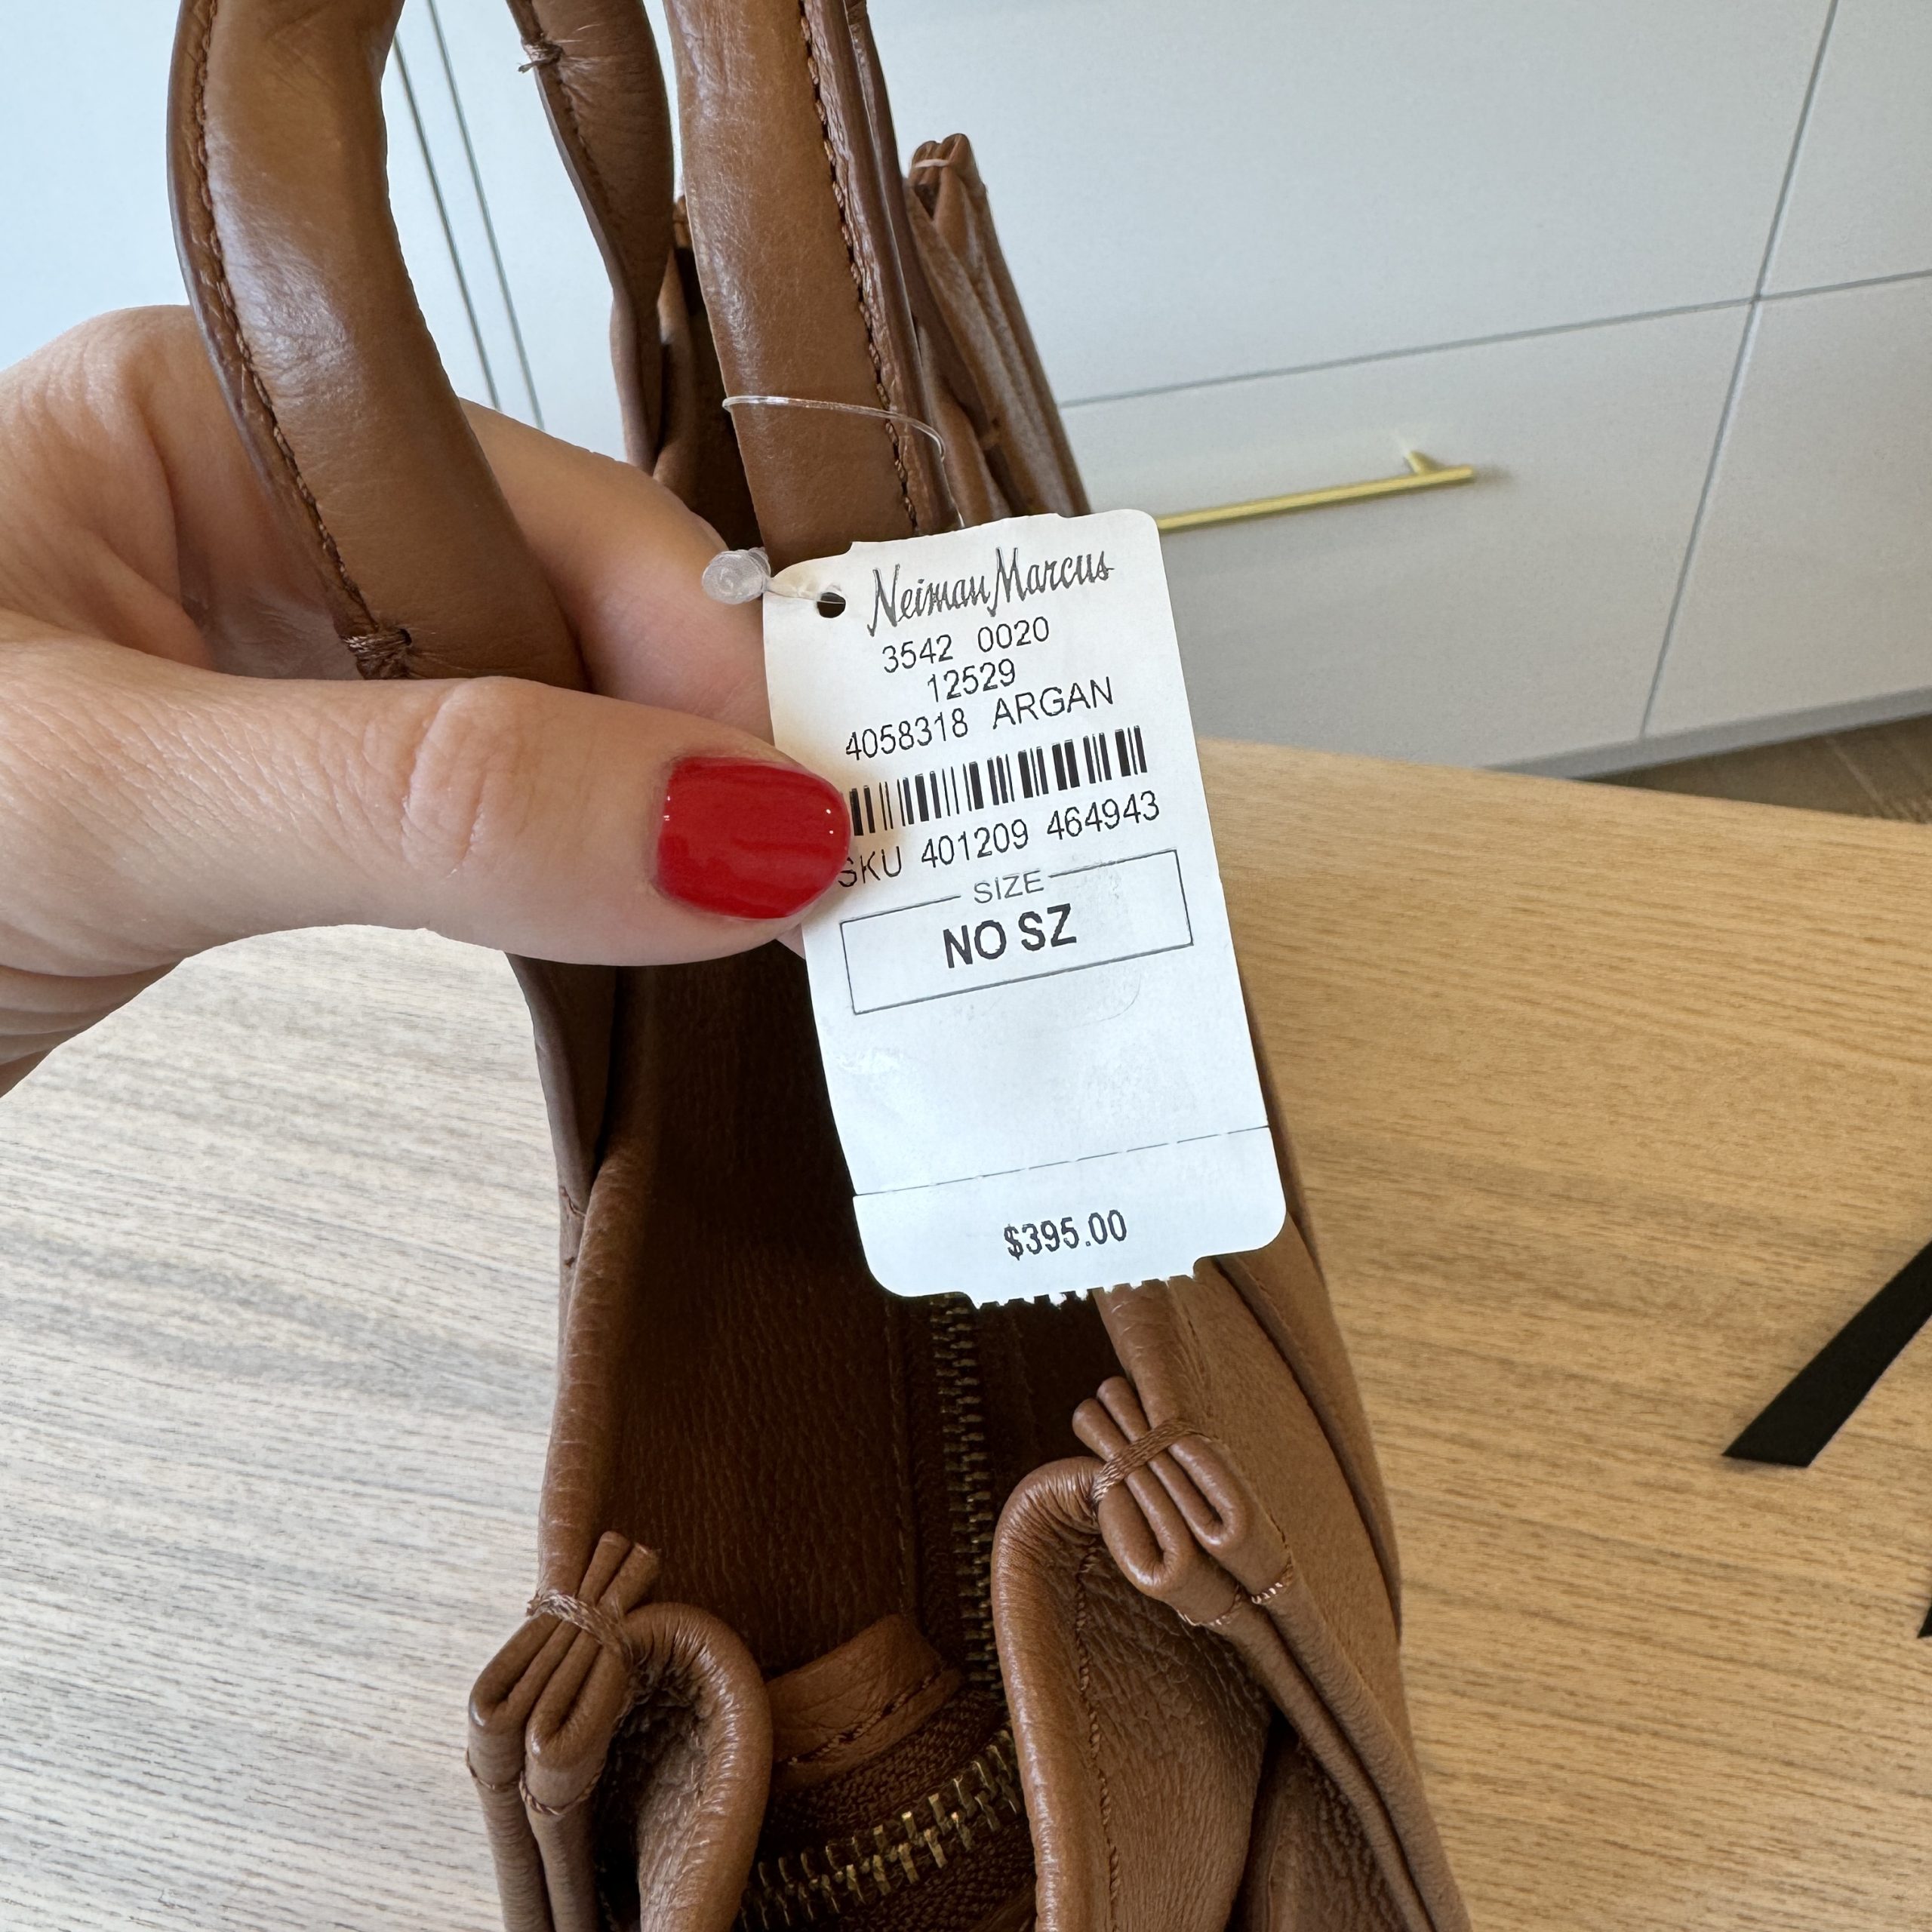 Neiman Marcus
3542 0020
12529
4058318 ARGAN
SKU 401209 464943
SIZE
NO SZ
$395.00